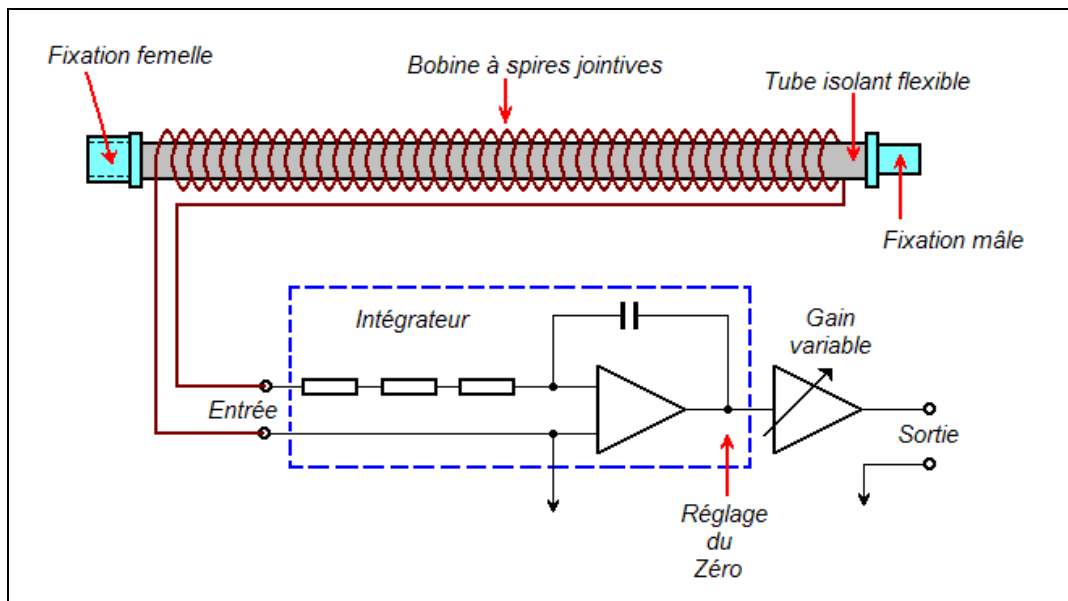 Fixation femelle
Bobine à spires jointives
Tube isolant flexible
Fixation mâle
Intégrateur
Gain
variable
Entrée
Sortie
Réglage
du
Zéro